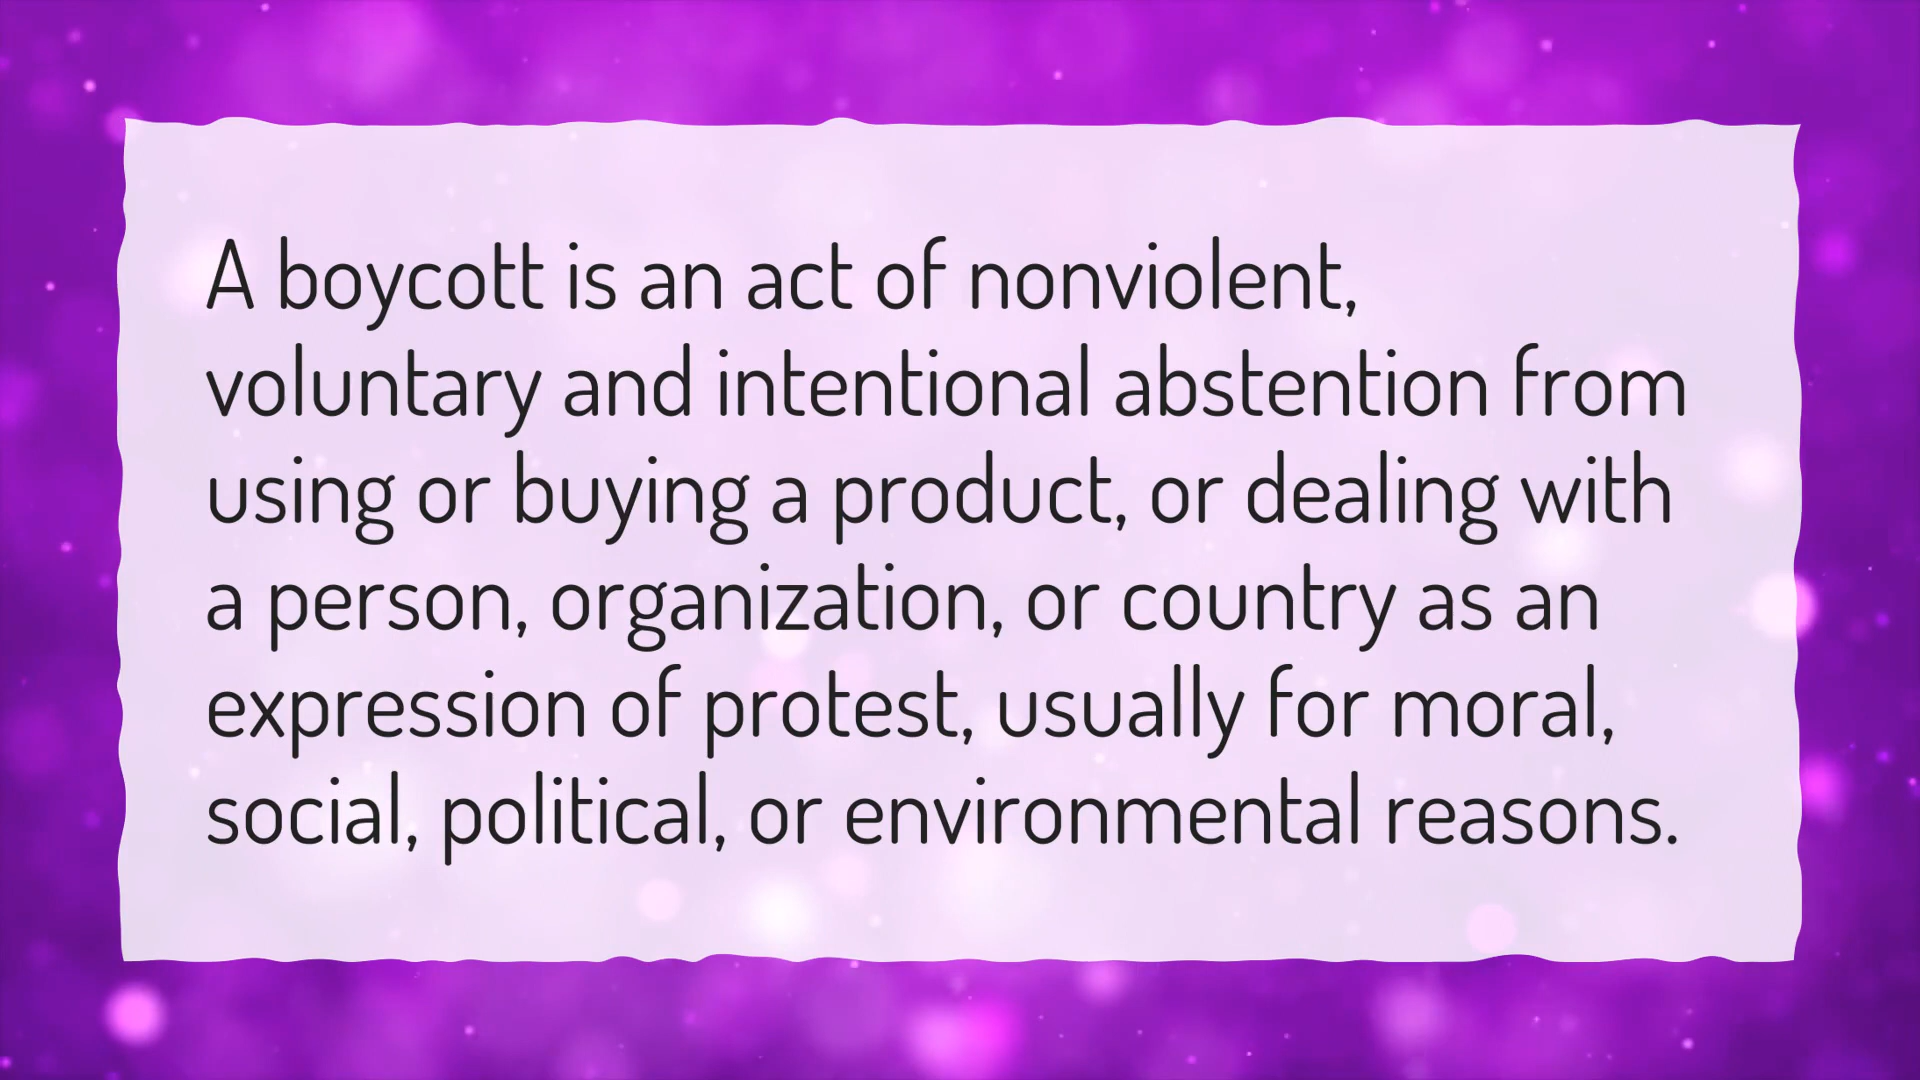 A boycott is an act of nonviolent,
voluntary and intentional abstention from
using or buying a product, or dealing with
a person, organization, or country as an
expression of protest, usually for moral,
social, political, or environmental reasons.